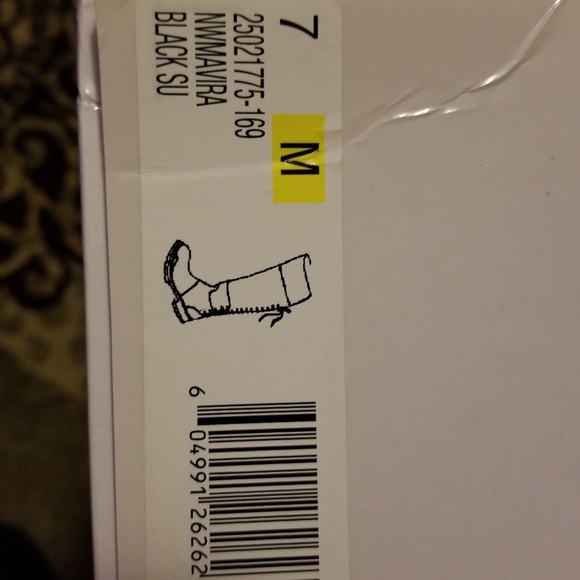 7 M
25021775-169
NWMAVIRA
BLACK SU
6 04991 26262